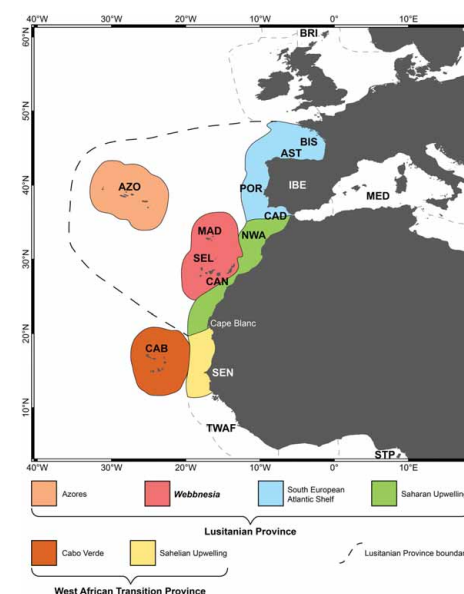 60°N
BRI
50°N
BIS
AST
40°N
AZO
POR
IBE
MED
CAD
MAD
NWA
30°N
SEL
CAN
Cape Blanc
20°N
CAB
SEN
10°N
TWAF
STP
40°W 30°W 20°W 10°W 0° 10°E
Azores
Webbnesia
South European
Atlantic Shelf
Saharan Upwelling
Lusitanian Province
Cabo Verde
Sahelian Upwelling
Lusitanian Province boundar
West African Transition Province